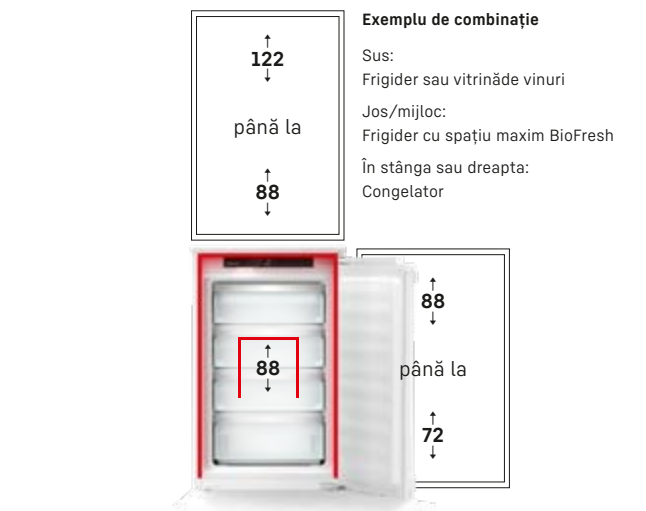 Exemplu de combinație
Sus:
Frigider sau vitrinăde vinuri
Jos/mijloc:
Frigider cu spațiu maxim BioFresh
În stânga sau dreapta:
Congelator
122
până la
88
88
88
până la
72